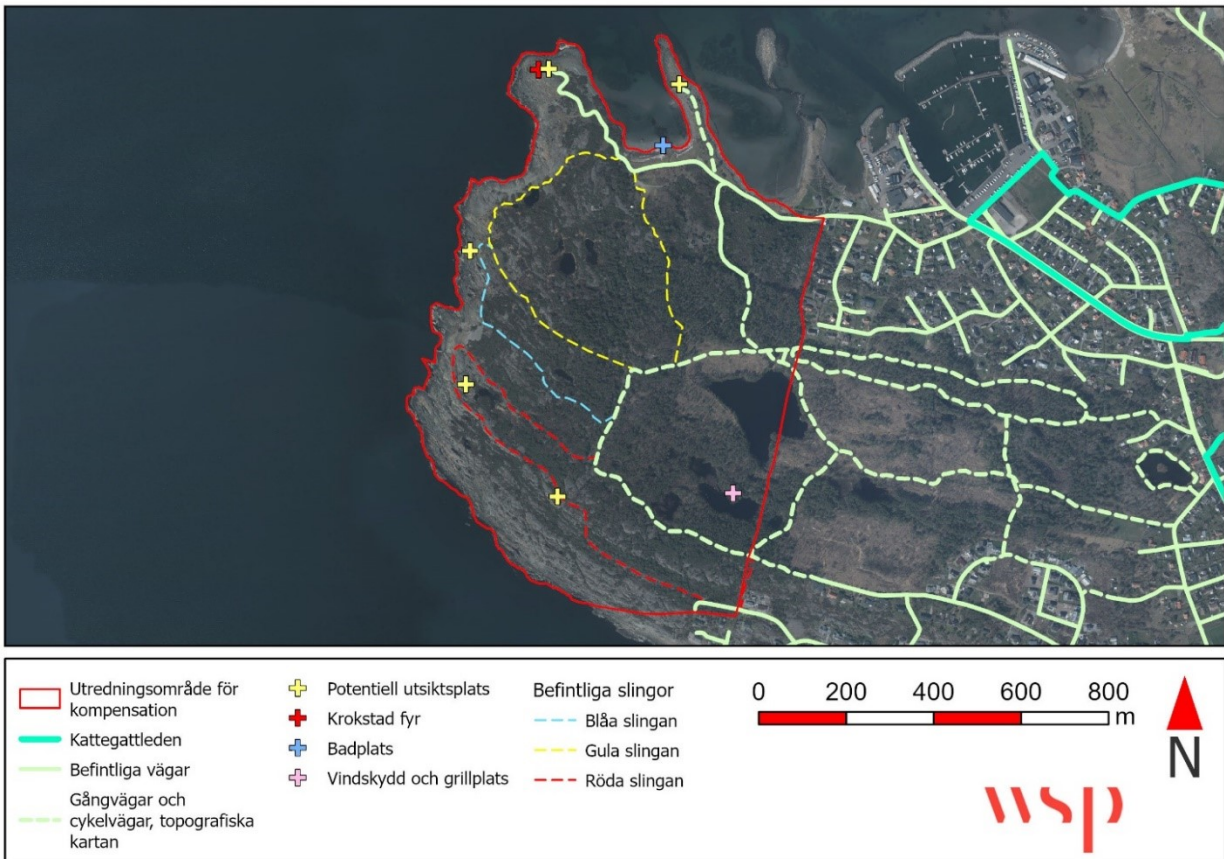 Utredningsområde för
kompensation
Kattegattleden
Befintliga vägar
Gångvägar och
cykelvägar, topografiska
kartan
Potentiell utsiktsplats
Krokstad fyr
Badplats
Vindskydd och grillplats
Befintliga slingor
Blåa slingan
Gula slingan
Röda slingan
0 200 400 600 800
m
N
wsp